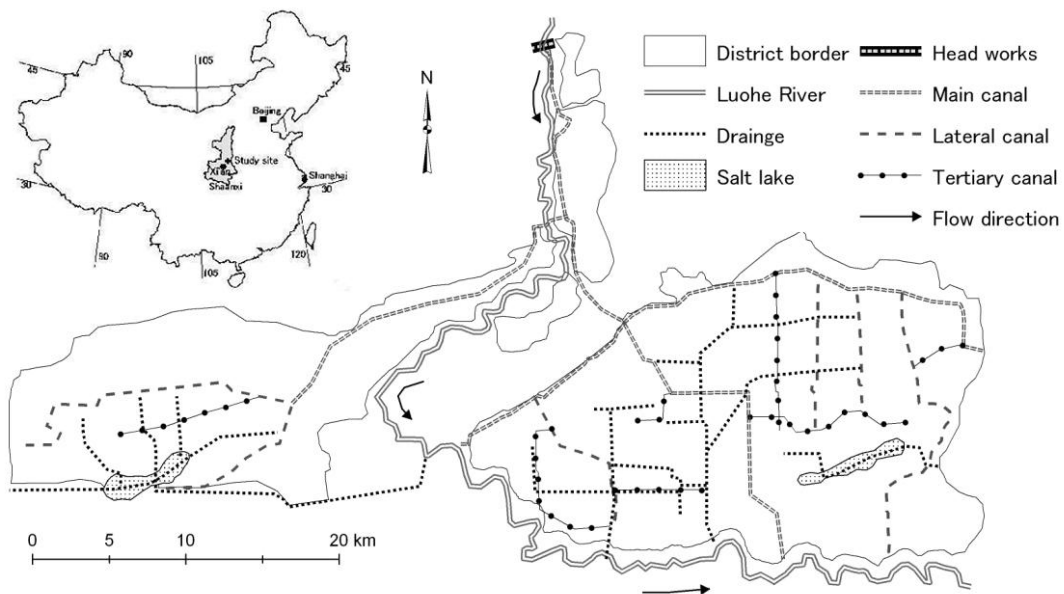 90
105
45
45
Beijing
Study site
Xi'an
Shaanxi
Shanghai
30
30
90
105
120
N
District border
Head works
Luohe River
Main canal
Drainge
Lateral canal
Salt lake
Tertiary canal
Flow direction
0 5 10 20 km